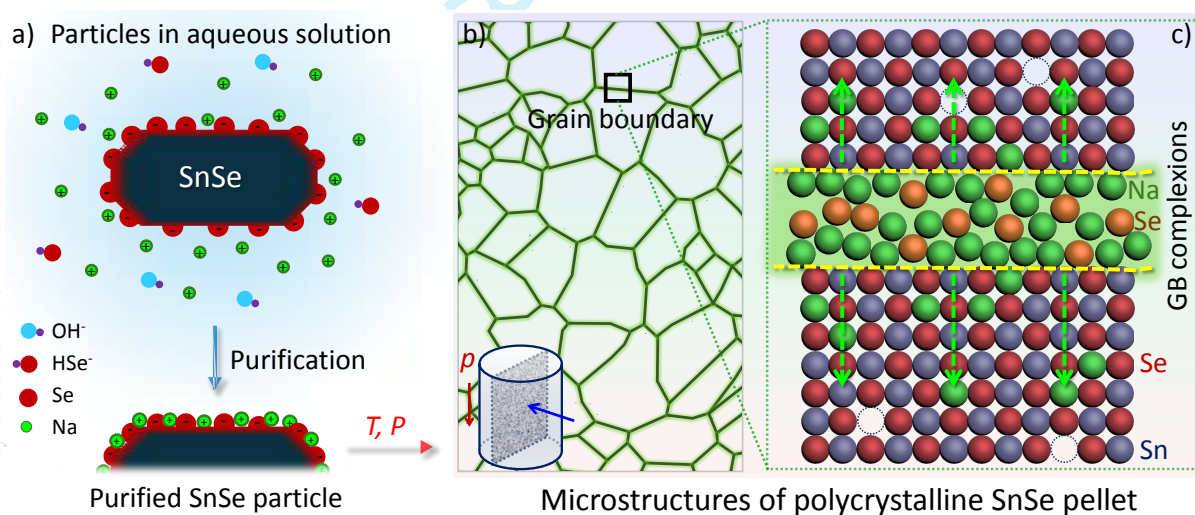 a) Particles in aqueous solution
SnSe
OH-
HSe-
Se
Na
Purification
Purified SnSe particle
T, P
b)
Grain boundary
p
c)
Na
Se
GB complexions
Se
Sn
Microstructures of polycrystalline SnSe pellet